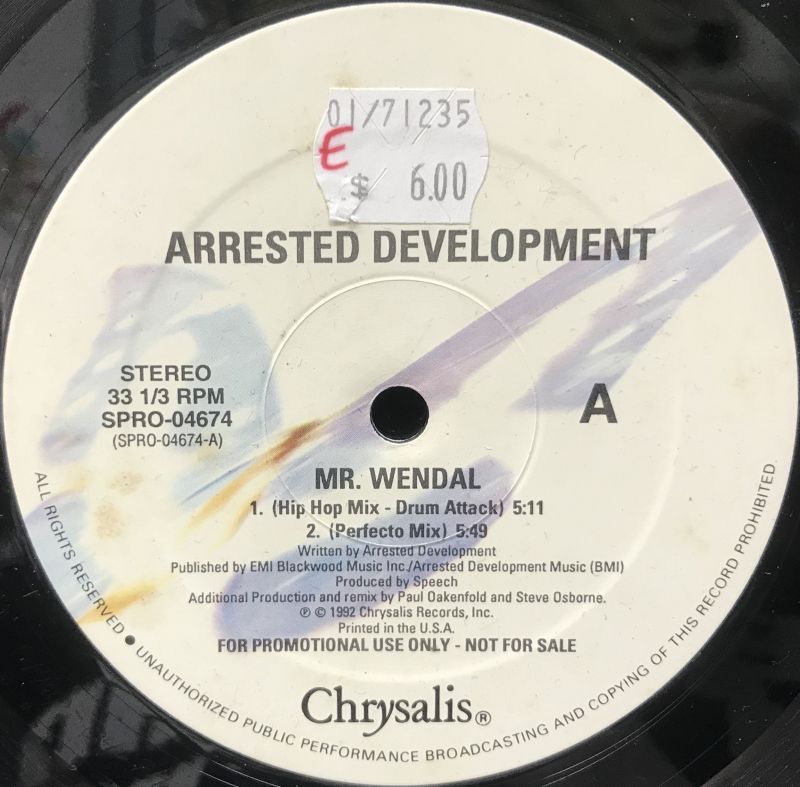 01/71235
E
$ 6.00
ARRESTED DEVELOPMENT
STEREO
33 1/3 RPM
SPRO-04674
(SPRO-04674-A)
A
MR. WENDAL
1. (Hip Hop Mix - Drum Attack) 5:11
2. (Perfecto Mix) 5:49
Written by Arrested Development
Published by EMI Blackwood Music Inc./Arrested Development Music (BMI)
Produced by Speech
Additional Production and remix by Paul Oakenfold and Steve Osborne.
℗ © 1992 Chrysalis Records, Inc.
Printed in the U.S.A.
FOR PROMOTIONAL USE ONLY - NOT FOR SALE
Chrysalis®
ALL RIGHTS RESERVED • UNAUTHORIZED PUBLIC PERFORMANCE BROADCASTING AND COPYING OF THIS RECORD PROHIBITED.